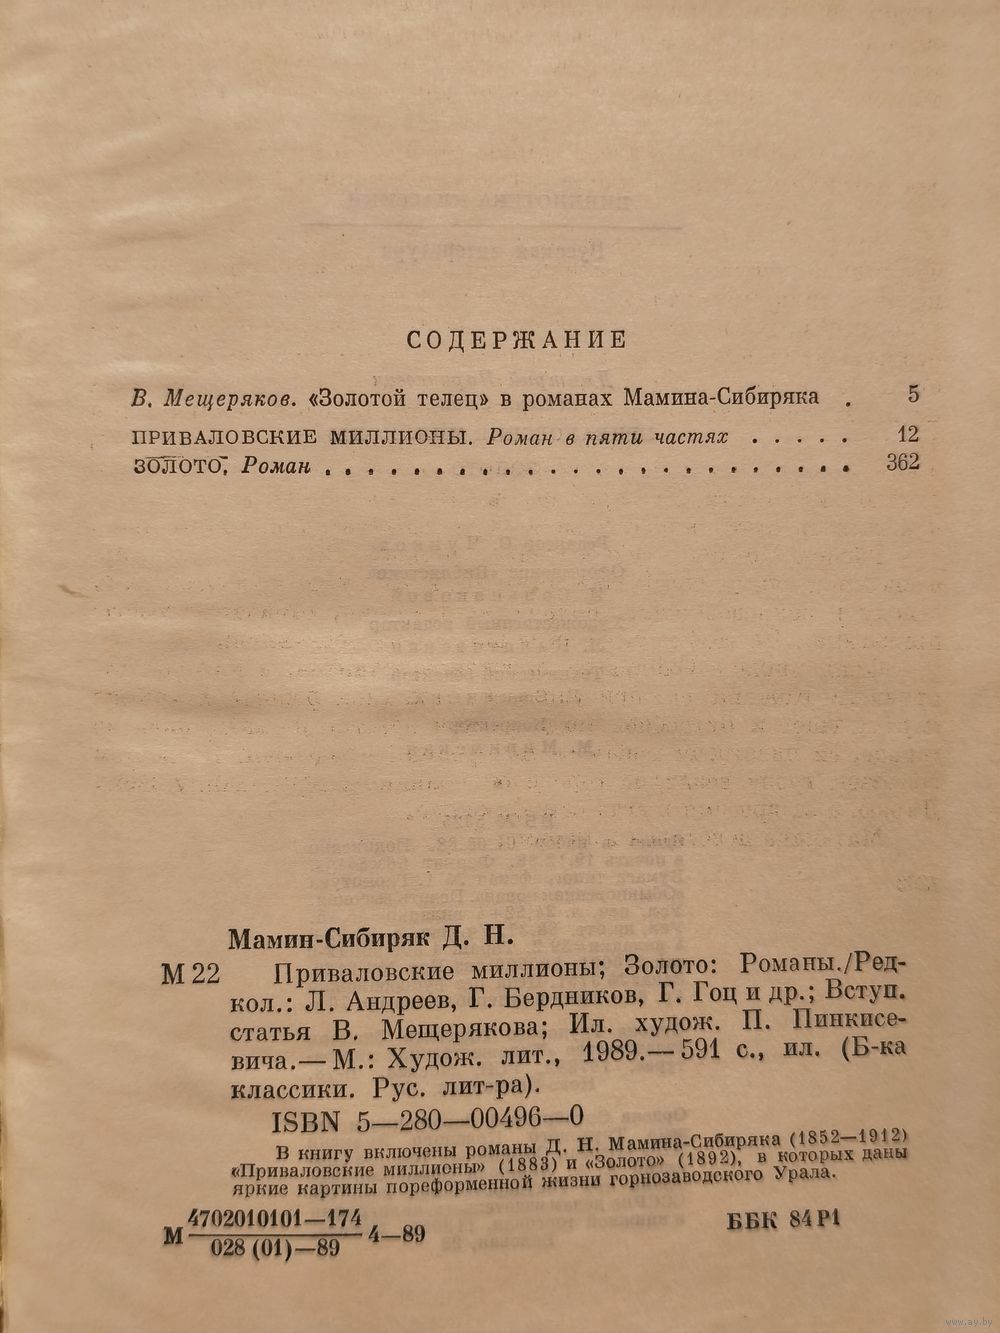 СОДЕРЖАНИЕ
В. Мещеряков. «Золотой телец» в романах Мамина-Сибиряка . 5
ПРИВАЛОВСКИЕ МИЛЛИОНЫ. Роман в пяти частях . . . . . 12
ЗОЛОТО. Роман . . . . . . . . . . . . . . . . . . . . . . . 362
Мамин-Сибиряк Д. Н.
М 22 Приваловские миллионы; Золото: Романы./Ред-
кол.: Л. Андреев, Г. Бердников, Г. Гоц и др.; Вступ.
статья В. Мещерякова; Ил. худож. П. Пинкисе-
вича.— М.: Худож. лит., 1989.— 591 с., ил. (Б-ка
классики. Рус. лит-ра).
ISBN 5—280—00496—0
В книгу включены романы Д. Н. Мамина-Сибиряка (1852—1912)
«Приваловские миллионы» (1883) и «Золото» (1892), в которых даны
яркие картины пореформенной жизни горнозаводского Урала.
М 4702010101—174 / 028 (01)—89 4—89
ББК 84Р1
www.ay.by